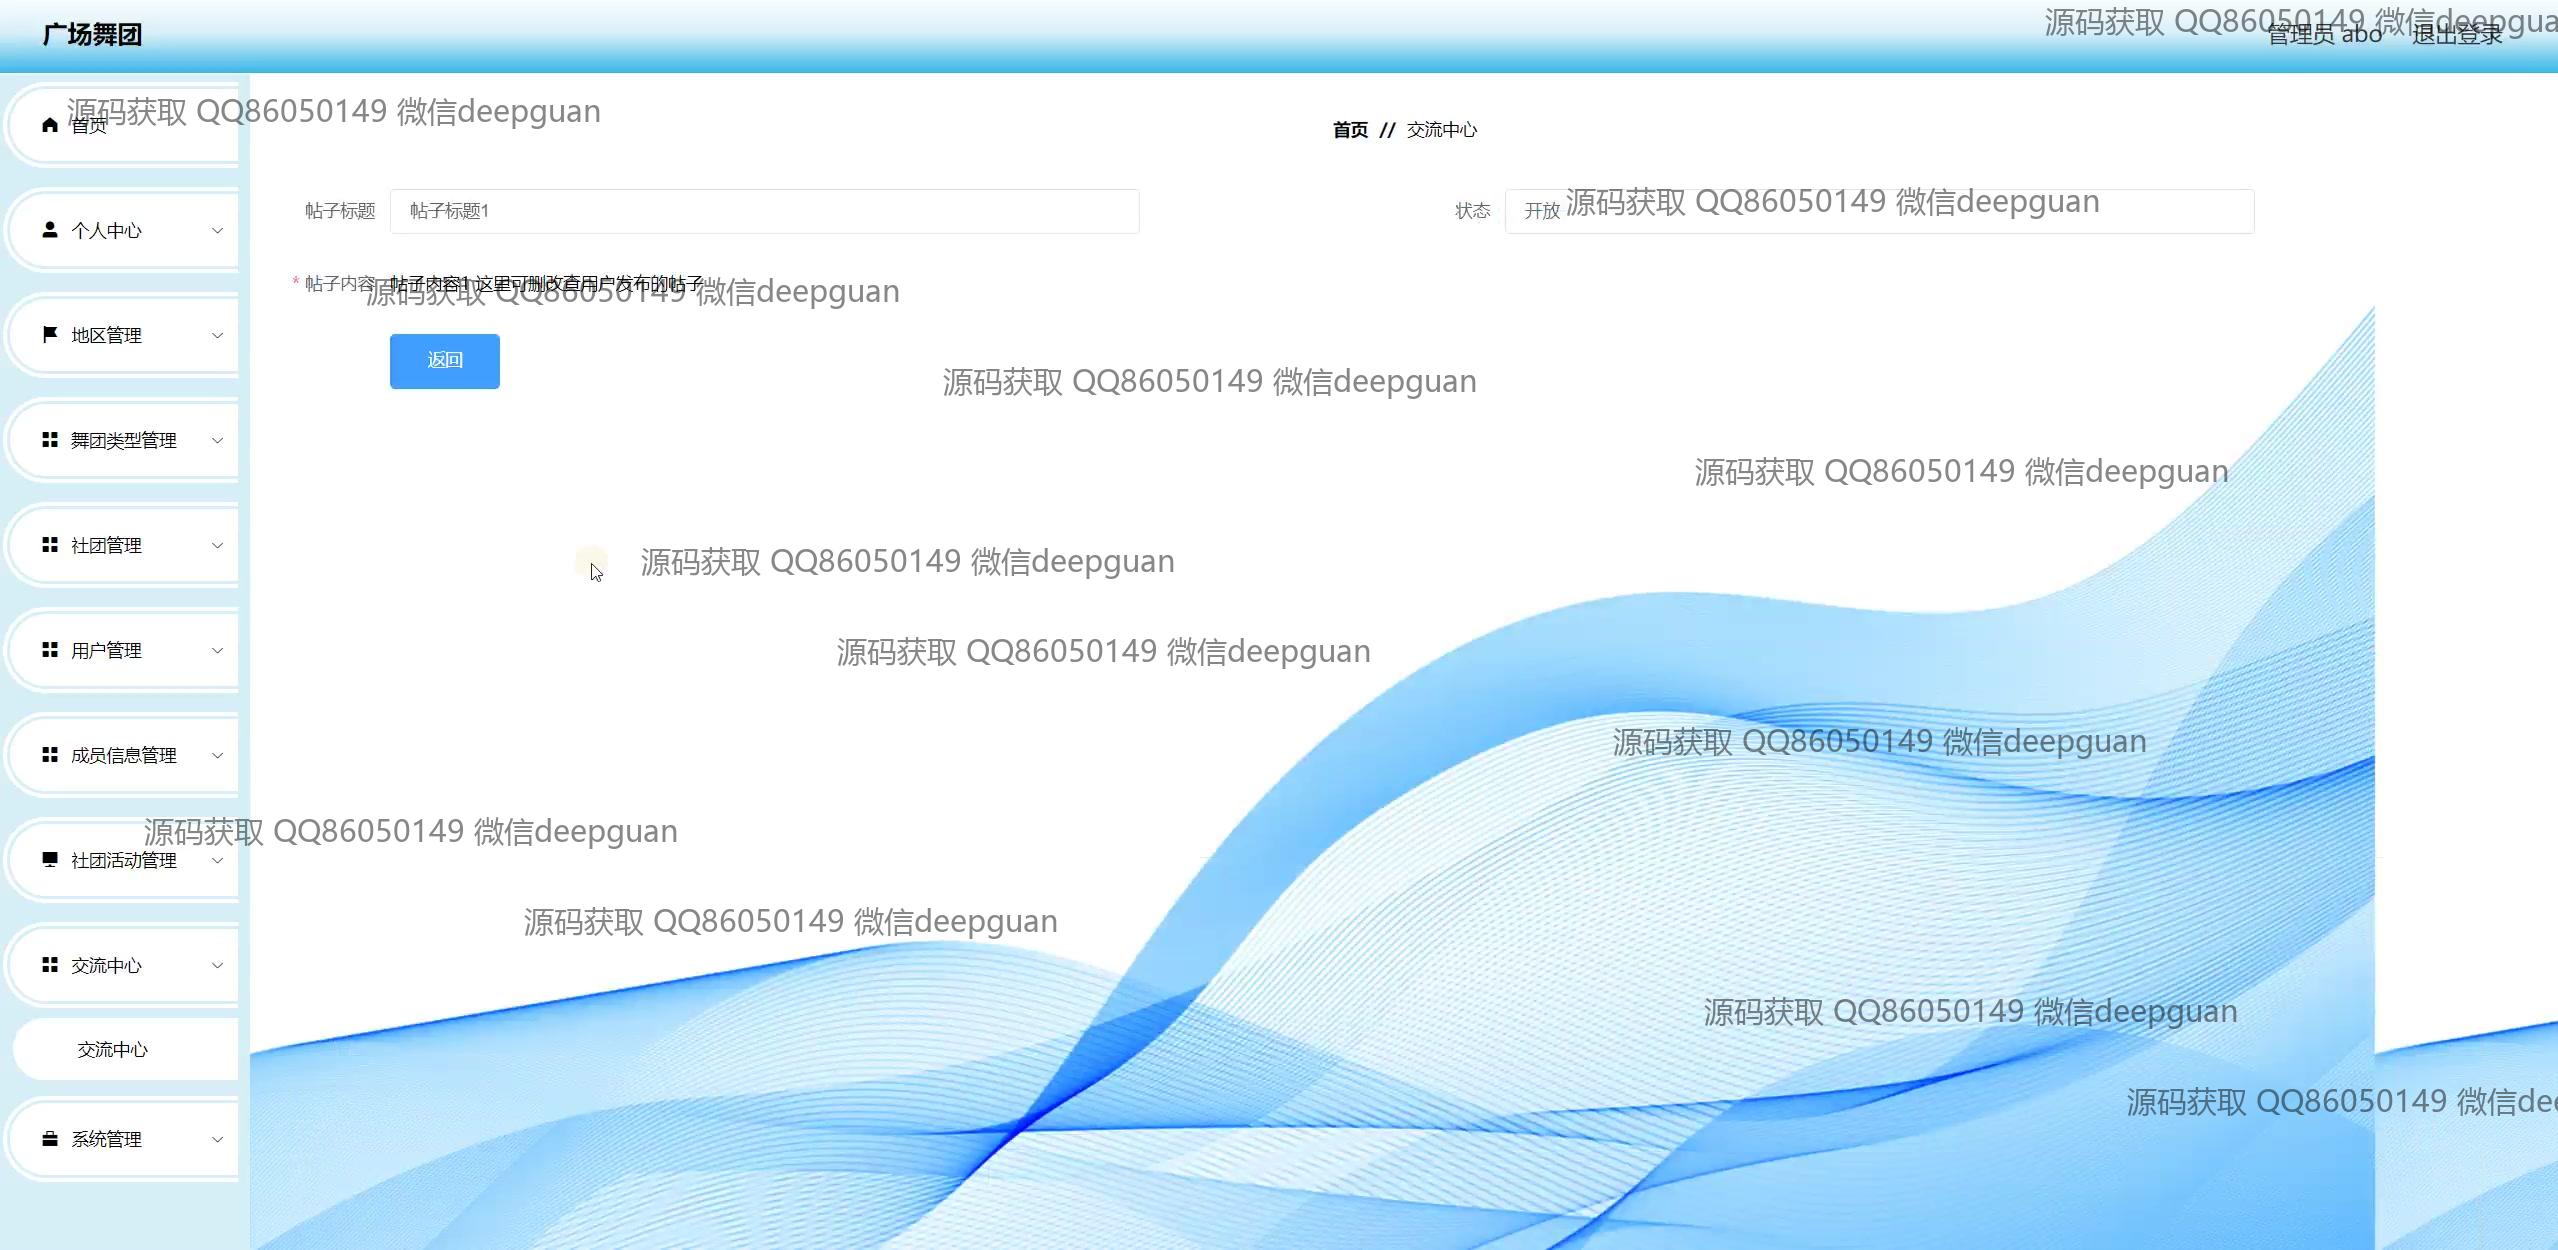 广场舞团
源码获取 QQ86050149 微信deepgua
管理员 abo 退出登录
源码获取 QQ86050149 微信deepguan
首页
首页 // 交流中心
个人中心
帖子标题 帖子标题1
状态 开放
源码获取 QQ86050149 微信deepguan
* 帖子内容 帖子内容1 这里可删改查用户发布的帖子
源码获取 QQ86050149 微信deepguan
地区管理
返回
源码获取 QQ86050149 微信deepguan
舞团类型管理
源码获取 QQ86050149 微信deepguan
社团管理
源码获取 QQ86050149 微信deepguan
用户管理
源码获取 QQ86050149 微信deepguan
成员信息管理
源码获取 QQ86050149 微信deepguan
源码获取 QQ86050149 微信deepguan
社团活动管理
源码获取 QQ86050149 微信deepguan
交流中心
源码获取 QQ86050149 微信deepguan
交流中心
源码获取 QQ86050149 微信dee
系统管理